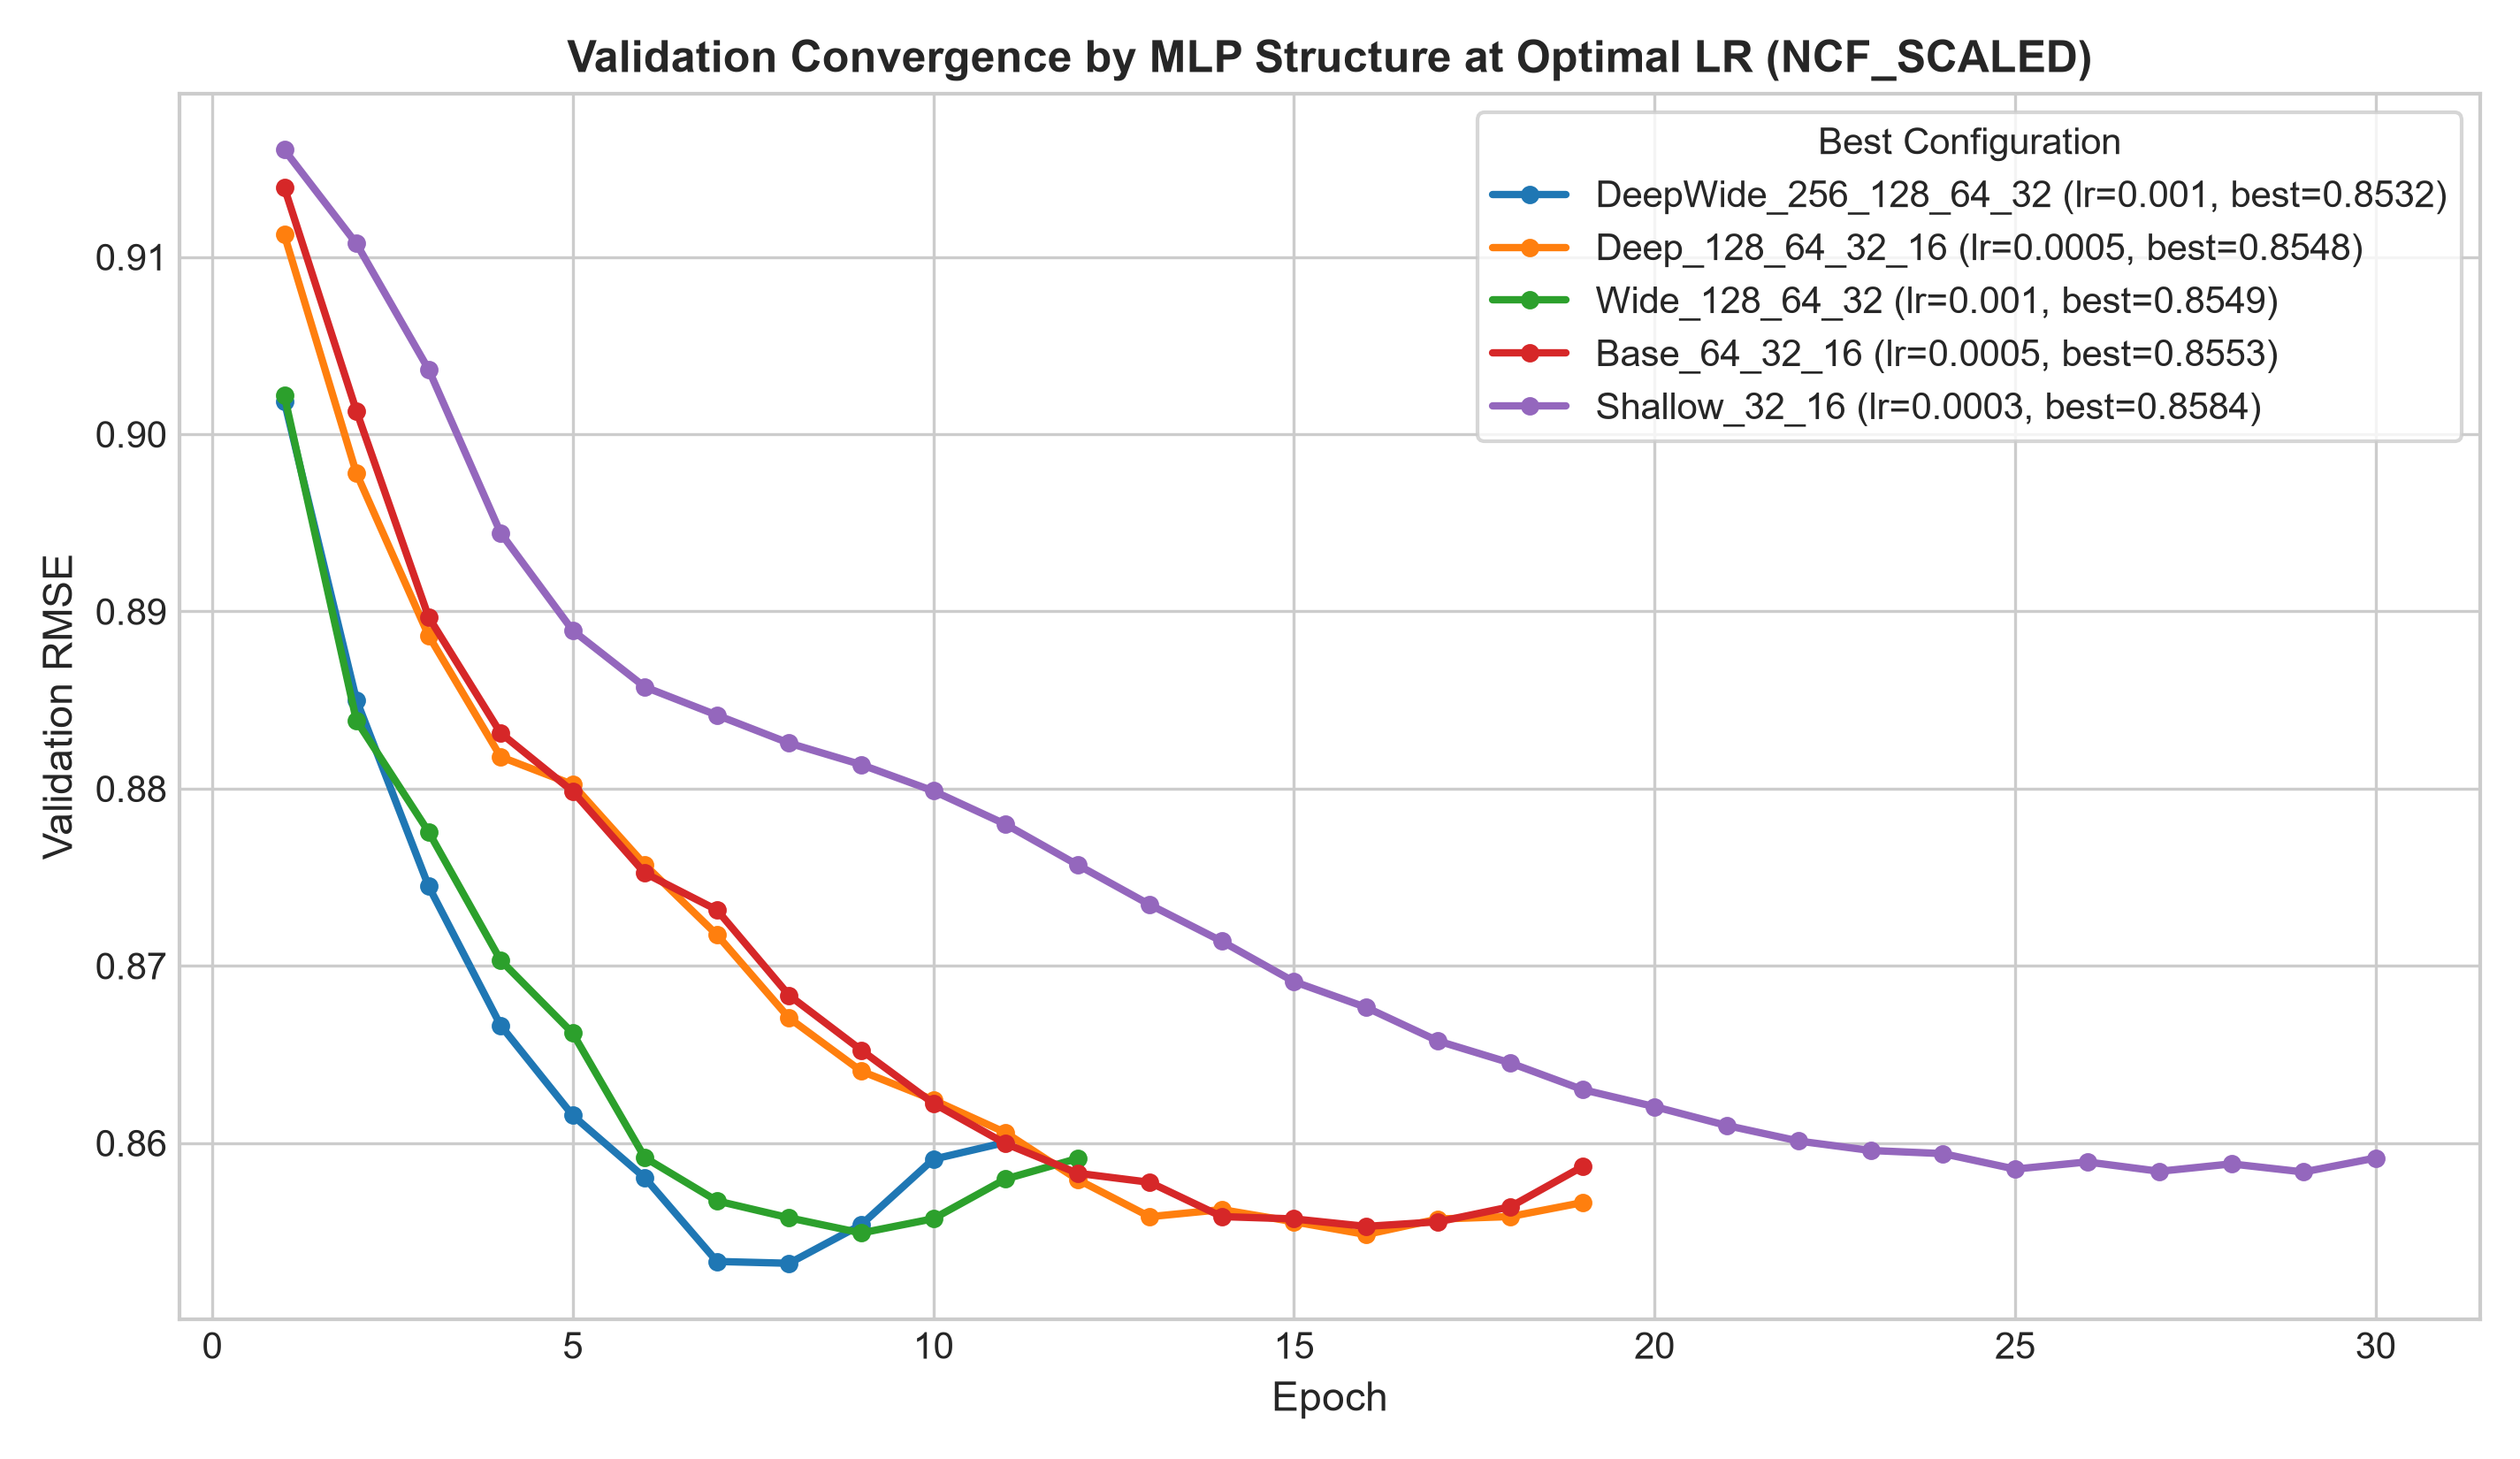 Validation Convergence by MLP Structure at Optimal LR (NCF_SCALED)
Best Configuration
DeepWide_256_128_64_32 (lr=0.001, best=0.8532)
Deep_128_64_32_16 (lr=0.0005, best=0.8548)
Wide_128_64_32 (lr=0.001, best=0.8549)
Base_64_32_16 (lr=0.0005, best=0.8553)
Shallow_32_16 (lr=0.0003, best=0.8584)
Validation RMSE
0.91
0.90
0.89
0.88
0.87
0.86
0 5 10 15 20 25 30
Epoch